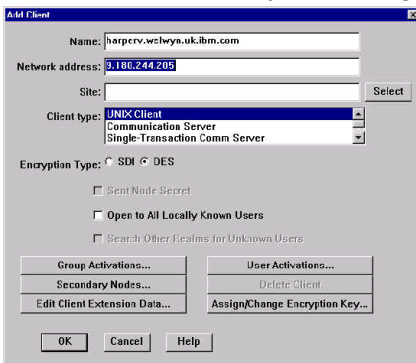 Add Client
Name: harperv.welwyn.uk.ibm.com
Network address: 9.180.244.205
Site: Select
Client type: UNIX Client
Communication Server
Single-Transaction Comm Server
Encryption Type: SDI DES
Sent Node Secret
Open to All Locally Known Users
Search Other Realms for Unknown Users
Group Activations... User Activations...
Secondary Nodes... Delete Client
Edit Client Extension Data... Assign/Change Encryption Key...
OK Cancel Help